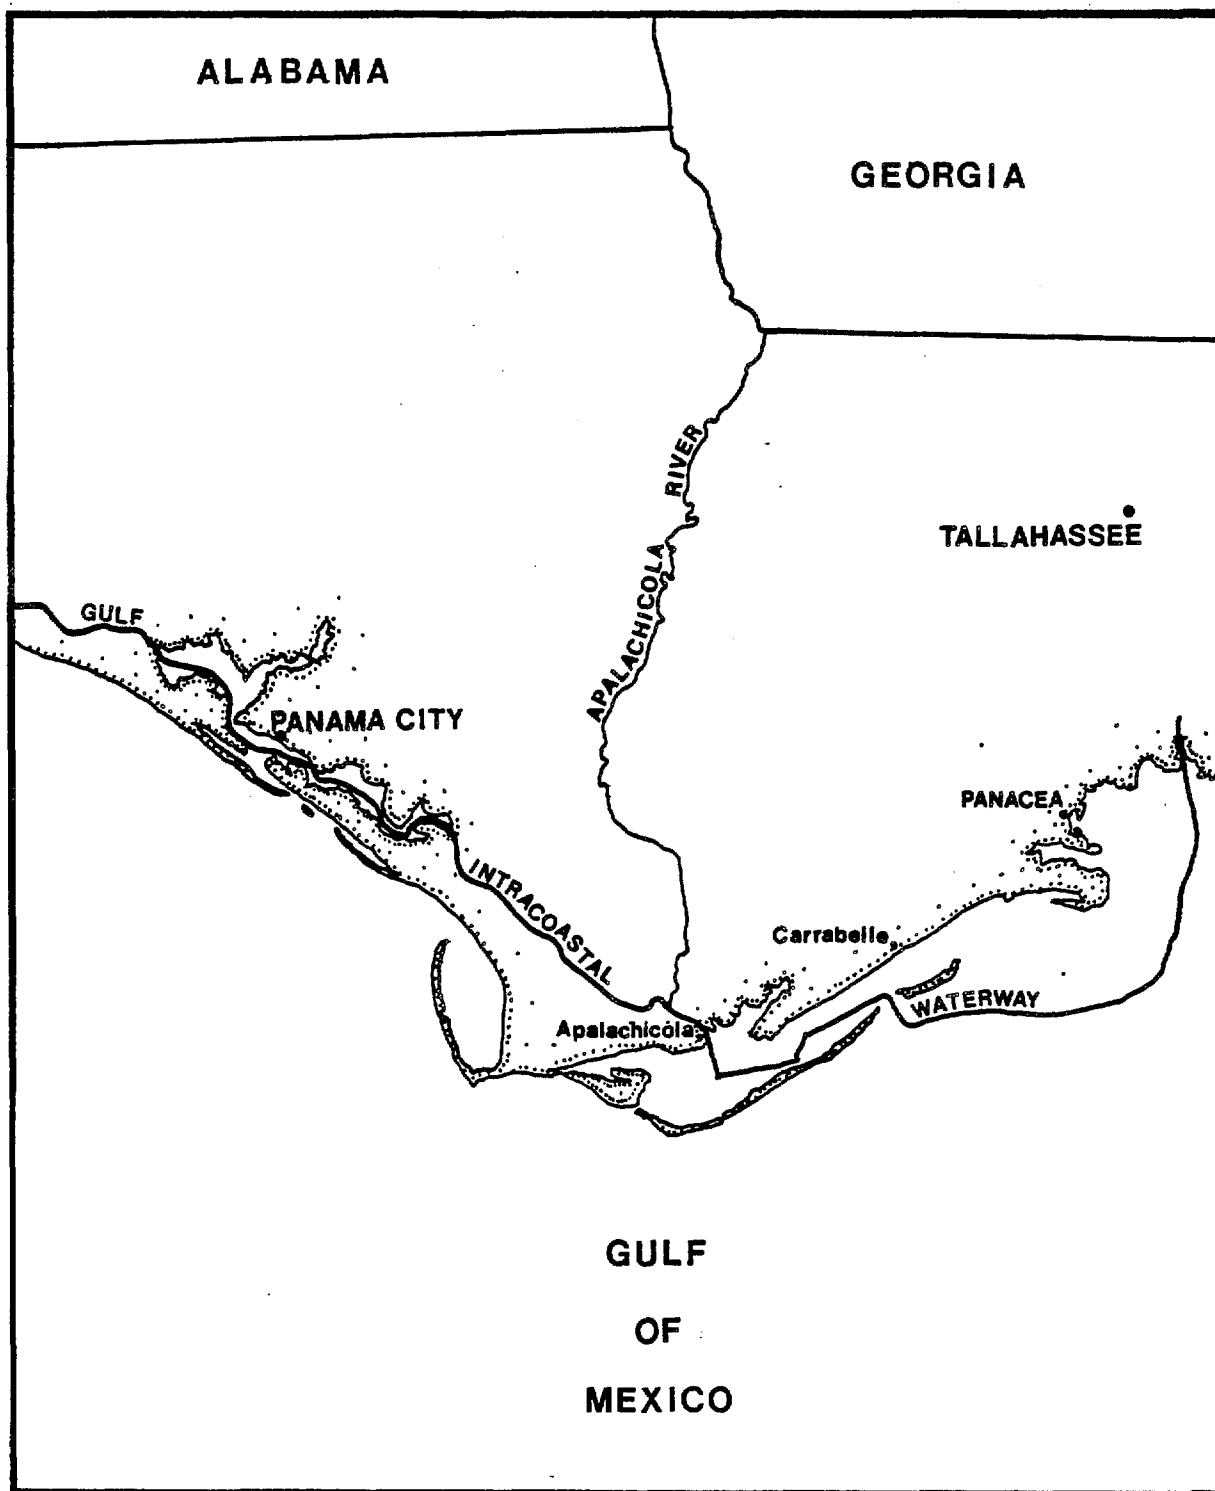 ALABAMA
GEORGIA
APALACHICOLA RIVER
TALLAHASSEE
GULF INTRACOASTAL WATERWAY
PANAMA CITY
PANACEA
Carrabelle
Apalachicola
GULF
OF
MEXICO